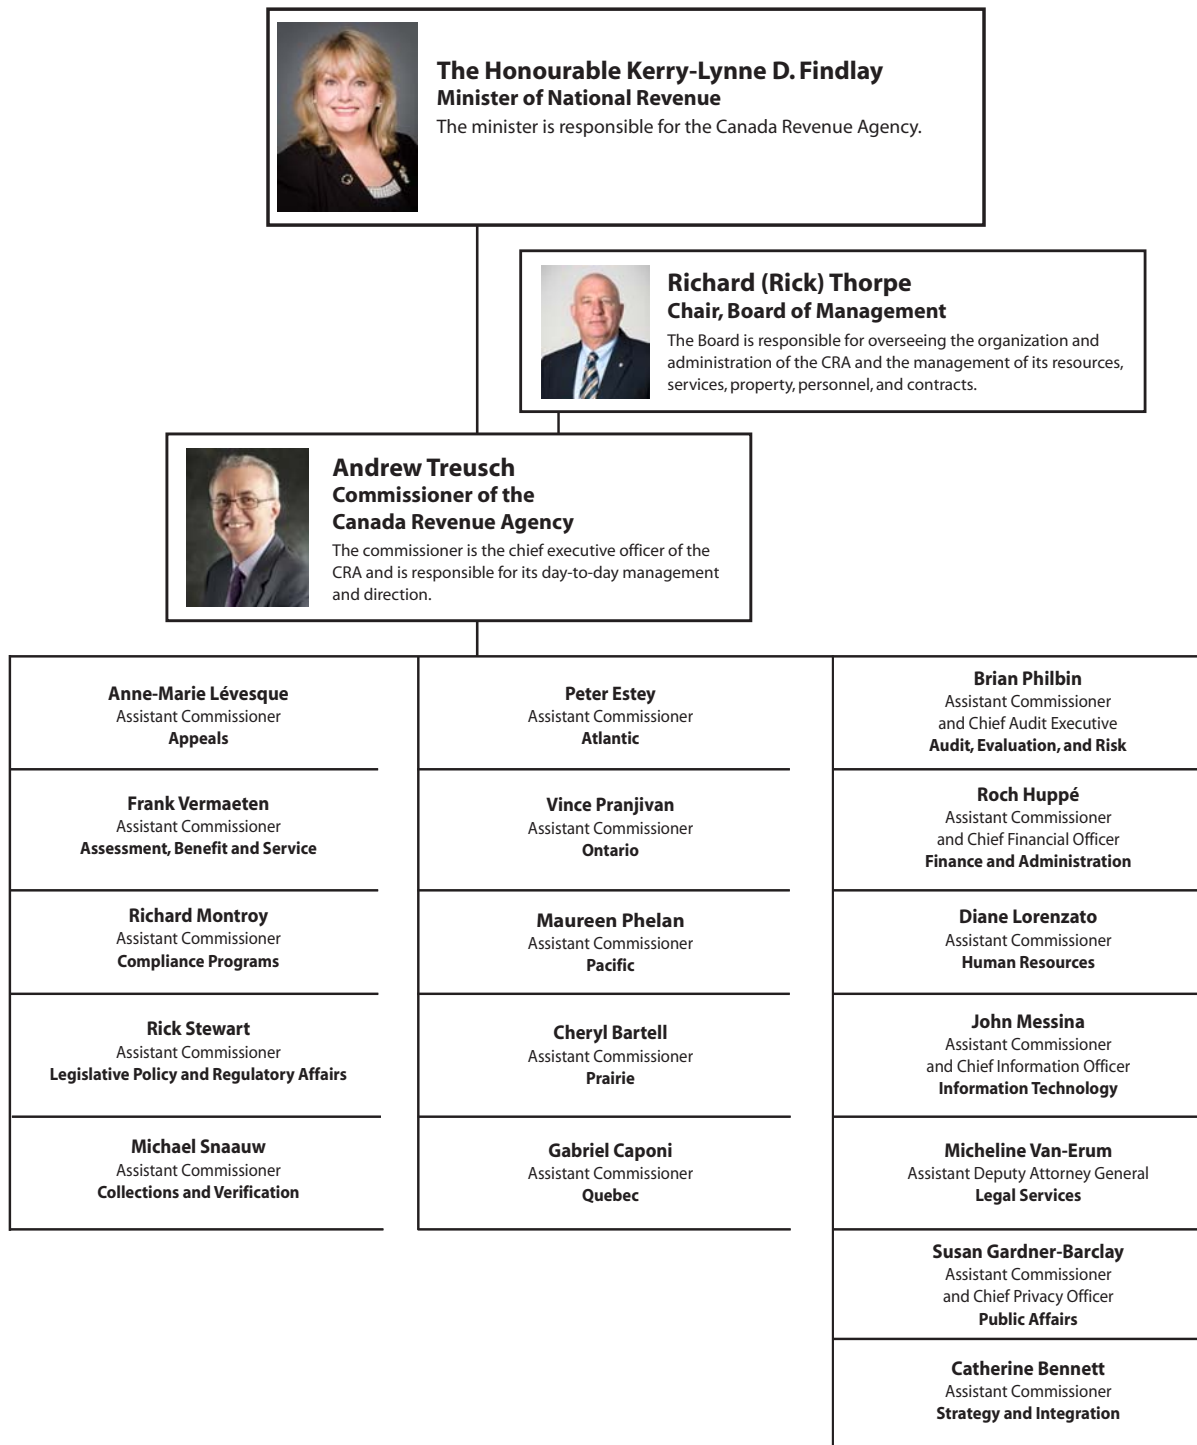 The Honourable Kerry-Lynne D. Findlay
Minister of National Revenue
The minister is responsible for the Canada Revenue Agency.
Richard (Rick) Thorpe
Chair, Board of Management
The Board is responsible for overseeing the organization and
administration of the CRA and the management of its resources,
services, property, personnel, and contracts.
Andrew Treusch
Commissioner of the
Canada Revenue Agency
The commissioner is the chief executive officer of the
CRA and is responsible for its day-to-day management
and direction.
Anne-Marie Lévesque
Assistant Commissioner
Appeals
Frank Vermaeten
Assistant Commissioner
Assessment, Benefit and Service
Richard Montroy
Assistant Commissioner
Compliance Programs
Rick Stewart
Assistant Commissioner
Legislative Policy and Regulatory Affairs
Michael Snaauw
Assistant Commissioner
Collections and Verification
Peter Estey
Assistant Commissioner
Atlantic
Vince Pranjivan
Assistant Commissioner
Ontario
Maureen Phelan
Assistant Commissioner
Pacific
Cheryl Bartell
Assistant Commissioner
Prairie
Gabriel Caponi
Assistant Commissioner
Quebec
Brian Philbin
Assistant Commissioner
and Chief Audit Executive
Audit, Evaluation, and Risk
Roch Huppé
Assistant Commissioner
and Chief Financial Officer
Finance and Administration
Diane Lorenzato
Assistant Commissioner
Human Resources
John Messina
Assistant Commissioner
and Chief Information Officer
Information Technology
Micheline Van-Erum
Assistant Deputy Attorney General
Legal Services
Susan Gardner-Barclay
Assistant Commissioner
and Chief Privacy Officer
Public Affairs
Catherine Bennett
Assistant Commissioner
Strategy and Integration